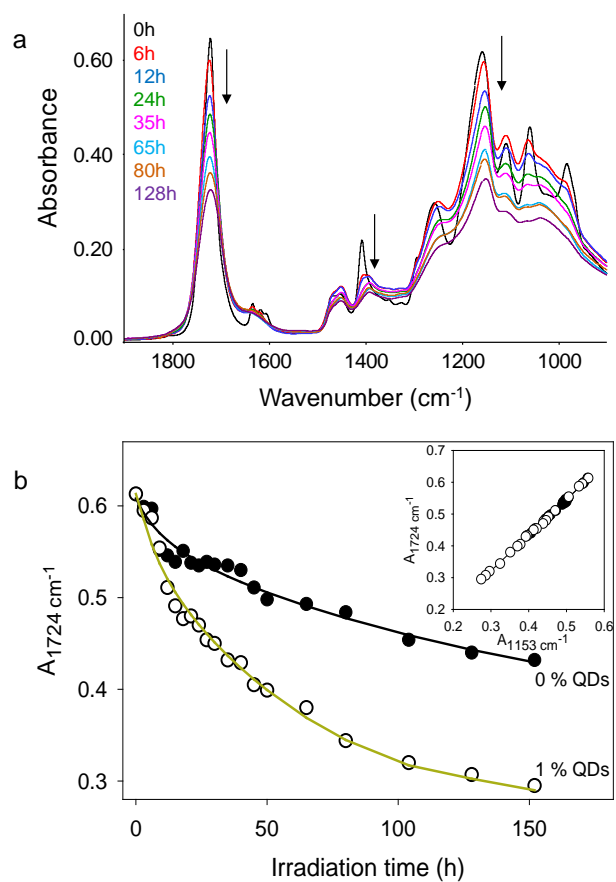 a
Absorbance
0.60
0.40
0.20
0.00
0h
6h
12h
24h
35h
65h
80h
128h
1800 1600 1400 1200 1000
Wavenumber (cm⁻¹)
b
A1724 cm⁻¹
0.6
0.5
0.4
0.3
0 50 100 150
Irradiation time (h)
0 % QDs
1 % QDs
A1724 cm⁻¹
0.7
0.6
0.5
0.4
0.3
0.2
0.2 0.3 0.4 0.5 0.6
A1153 cm⁻¹